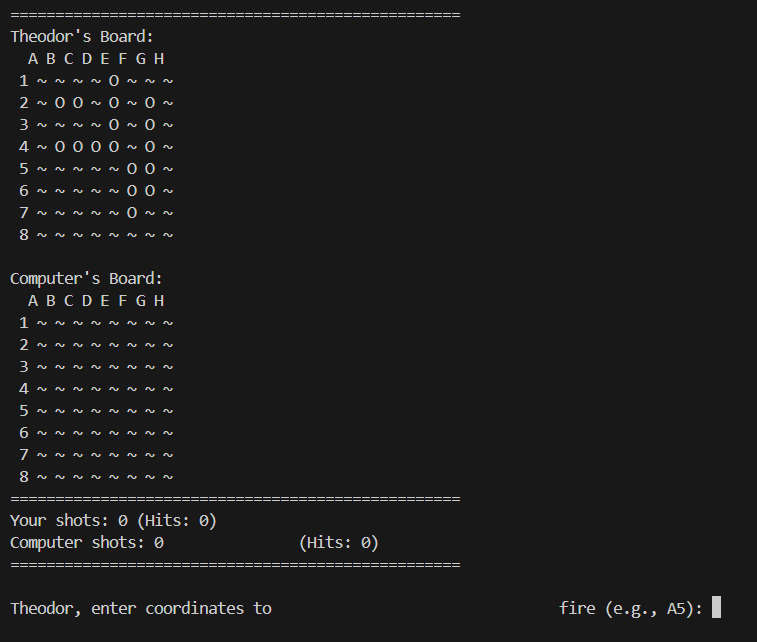 ==================================================
Theodor's Board:
  A B C D E F G H
 1 ~ ~ ~ ~ O ~ ~ ~
 2 ~ O O ~ O ~ O ~
 3 ~ ~ ~ ~ O ~ O ~
 4 ~ O O O O ~ O ~
 5 ~ ~ ~ ~ ~ O O ~
 6 ~ ~ ~ ~ ~ O O ~
 7 ~ ~ ~ ~ ~ O ~ ~
 8 ~ ~ ~ ~ ~ ~ ~ ~

Computer's Board:
  A B C D E F G H
 1 ~ ~ ~ ~ ~ ~ ~ ~
 2 ~ ~ ~ ~ ~ ~ ~ ~
 3 ~ ~ ~ ~ ~ ~ ~ ~
 4 ~ ~ ~ ~ ~ ~ ~ ~
 5 ~ ~ ~ ~ ~ ~ ~ ~
 6 ~ ~ ~ ~ ~ ~ ~ ~
 7 ~ ~ ~ ~ ~ ~ ~ ~
 8 ~ ~ ~ ~ ~ ~ ~ ~
==================================================
Your shots: 0 (Hits: 0)
Computer shots: 0               (Hits: 0)
==================================================

Theodor, enter coordinates to                                fire (e.g., A5):